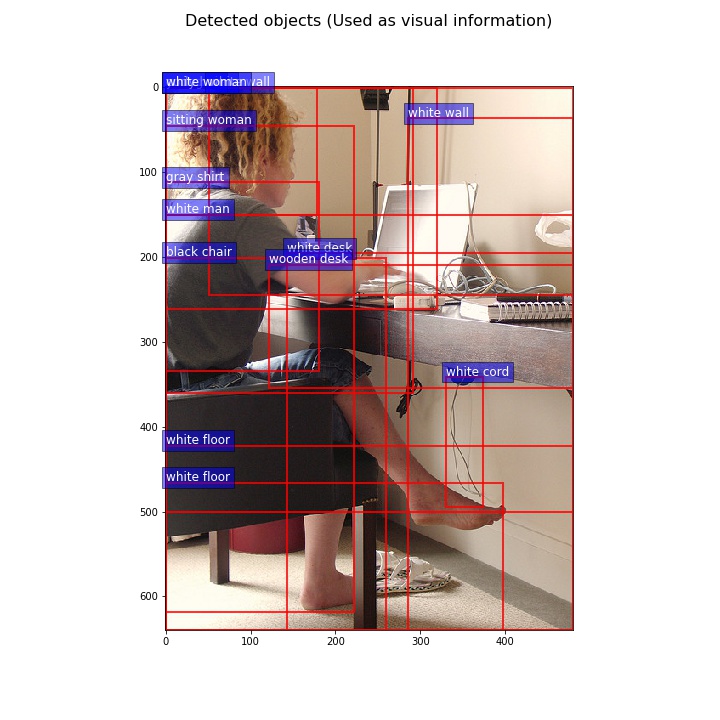 Detected objects (Used as visual information)
white woman
wall
white wall
sitting woman
gray shirt
white man
black chair
white desk
wooden desk
white cord
white floor
white floor
0
100
200
300
400
500
600
0
100
200
300
400